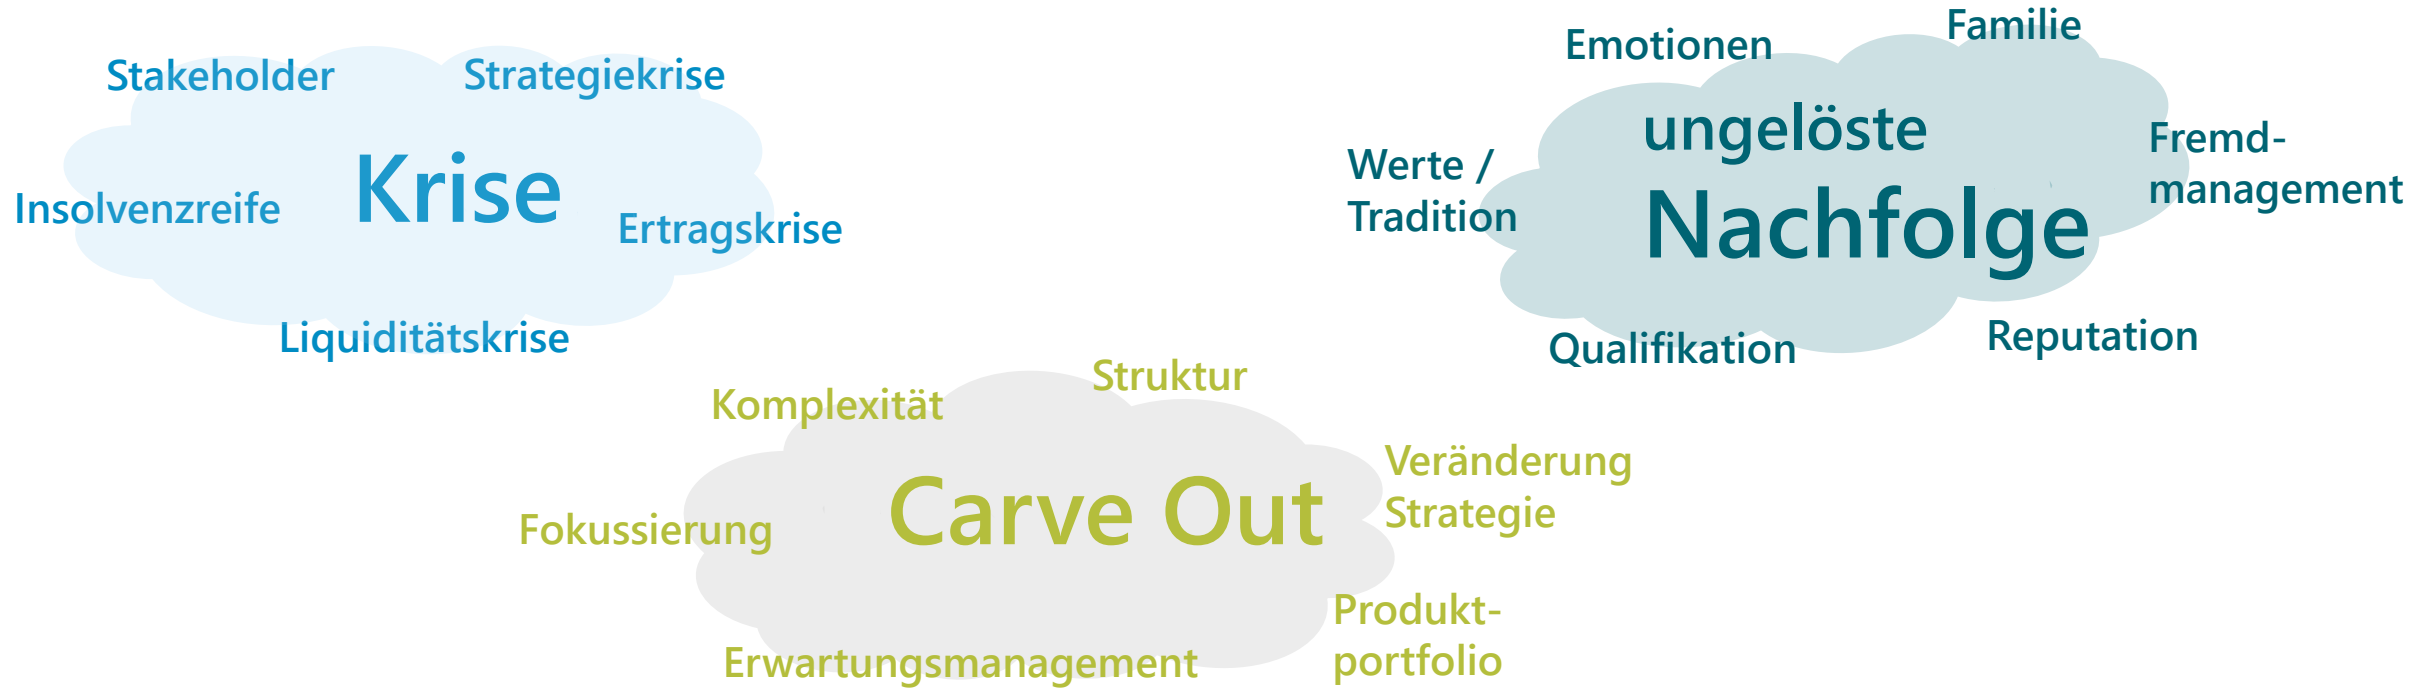 Stakeholder
Strategiekrise
Krise
Insolvenzreife
Ertragskrise
Liquiditätskrise
Emotionen
Familie
ungelöste
Nachfolge
Werte /
Tradition
Fremd-
management
Qualifikation
Reputation
Komplexität
Struktur
Carve Out
Veränderung
Strategie
Fokussierung
Produkt-
portfolio
Erwartungsmanagement